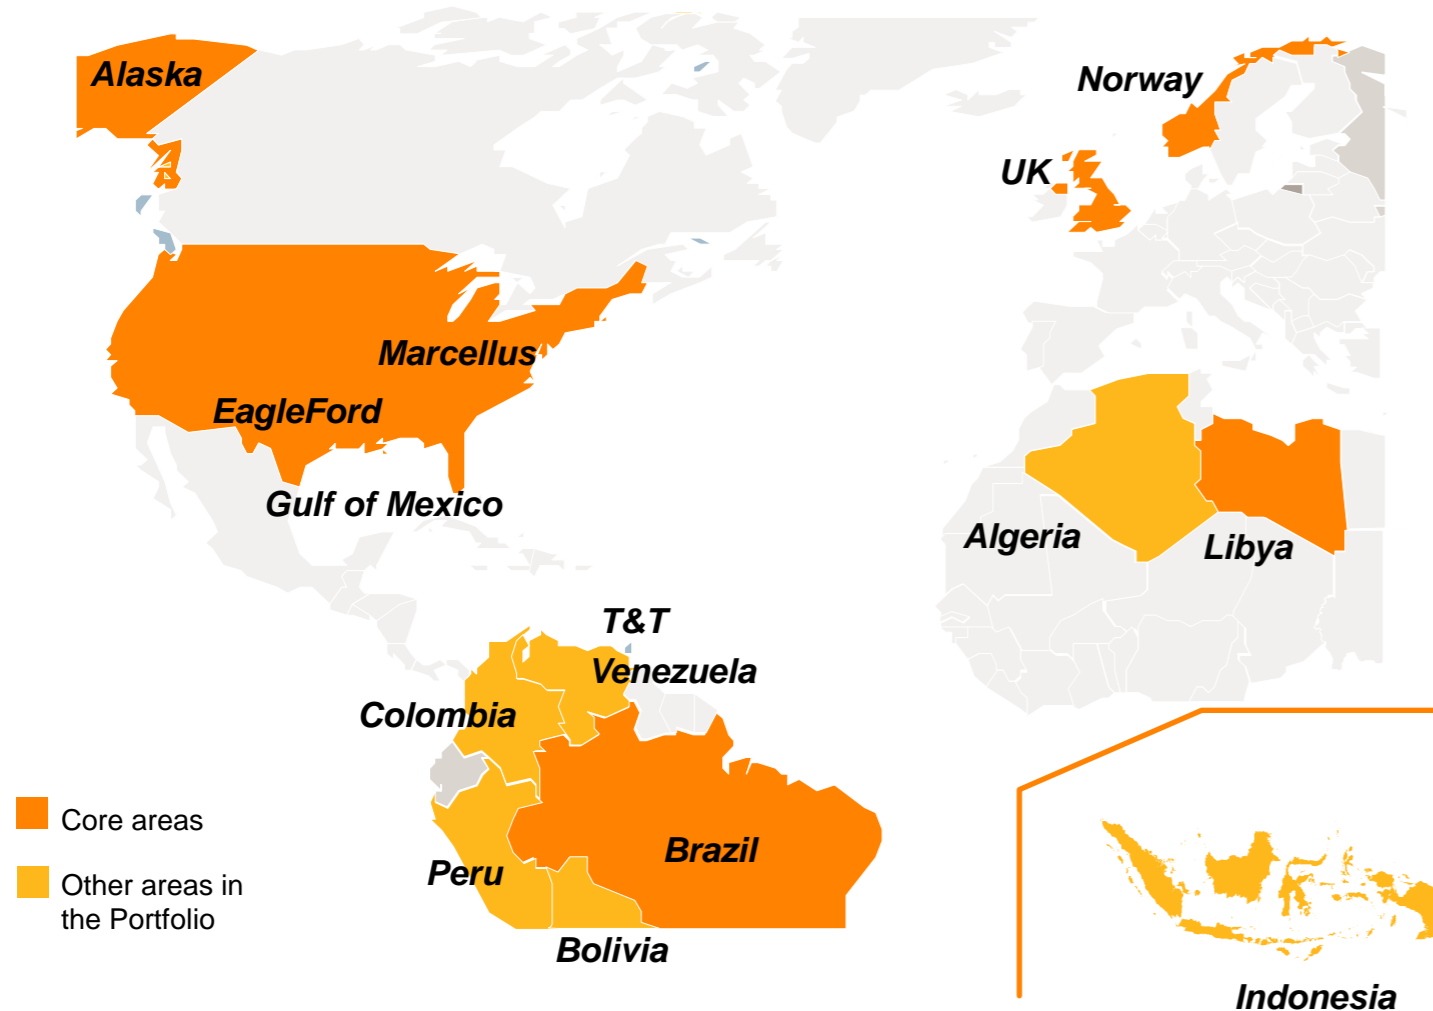 Alaska
Norway
UK
Marcellus
EagleFord
Gulf of Mexico
Algeria
Libya
T&T
Venezuela
Colombia
Core areas
Brazil
Peru
Other areas in
the Portfolio
Bolivia
Indonesia